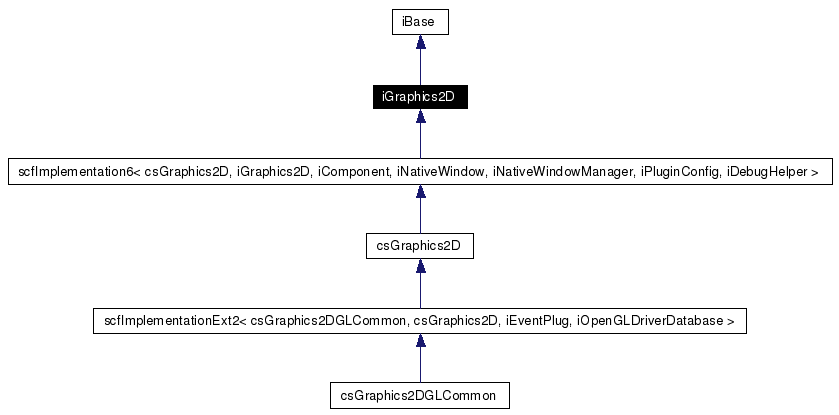 iBase
iGraphics2D
scfImplementation6< csGraphics2D, iGraphics2D, iComponent, iNativeWindow, iNativeWindowManager, iPluginConfig, iDebugHelper >
csGraphics2D
scfImplementationExt2< csGraphics2DGLCommon, csGraphics2D, iEventPlug, iOpenGLDriverDatabase >
csGraphics2DGLCommon